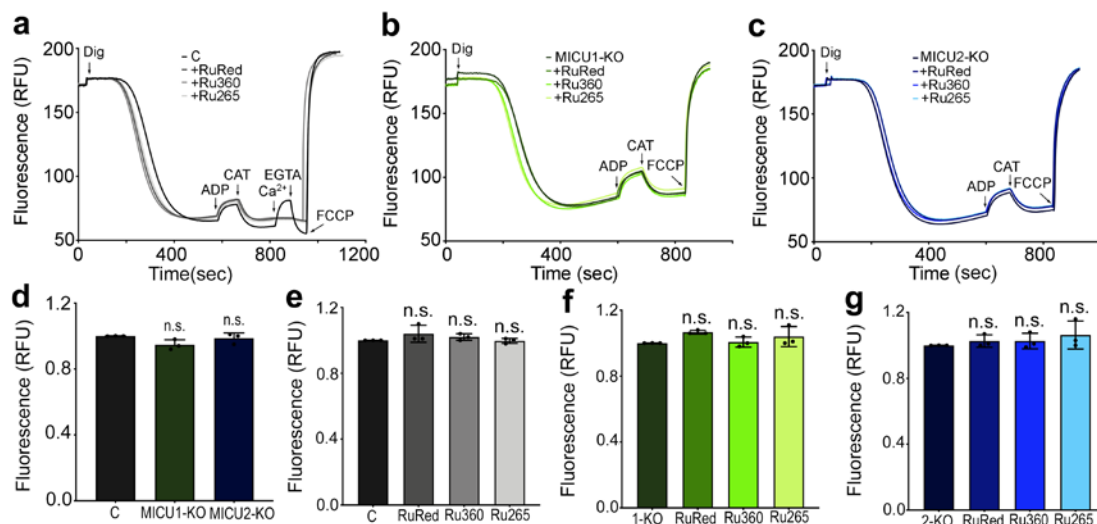 a
Fluorescence (RFU)
200
150
100
50
Dig
C
+RuRed
+Ru360
+Ru265
ADP
CAT
EGTA
Ca²⁺
FCCP
0
400
800
1200
Time(sec)
b
Fluorescence (RFU)
200
150
100
50
Dig
MICU1-KO
+RuRed
+Ru360
+Ru265
ADP
CAT
FCCP
0
400
800
Time (sec)
c
Fluorescence (RFU)
200
150
100
50
Dig
MICU2-KO
+RuRed
+Ru360
+Ru265
ADP
CAT
FCCP
0
400
800
Time (sec)
d
Fluorescence (RFU)
1.2
0.8
0.4
0.0
n.s.
n.s.
C
MICU1-KO
MICU2-KO
e
Fluorescence (RFU)
1.2
0.8
0.4
0.0
n.s.
n.s.
n.s.
C
RuRed
Ru360
Ru265
f
Fluorescence (RFU)
1.2
0.8
0.4
0.0
n.s.
n.s.
n.s.
1-KO
RuRed
Ru360
Ru265
g
Fluorescence (RFU)
1.2
0.8
0.4
0.0
n.s.
n.s.
n.s.
2-KO
RuRed
Ru360
Ru265